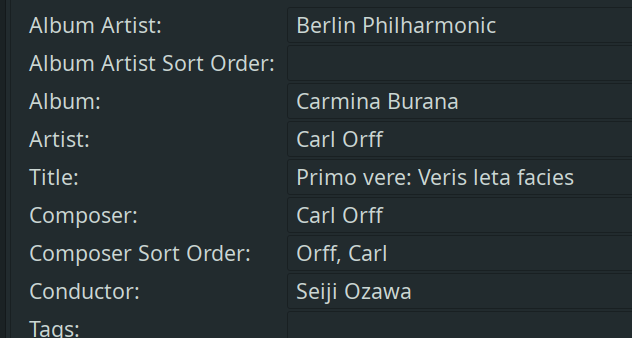 Album Artist: Berlin Philharmonic
Album Artist Sort Order:
Album: Carmina Burana
Artist: Carl Orff
Title: Primo vere: Veris leta facies
Composer: Carl Orff
Composer Sort Order: Orff, Carl
Conductor: Seiji Ozawa
Tags: